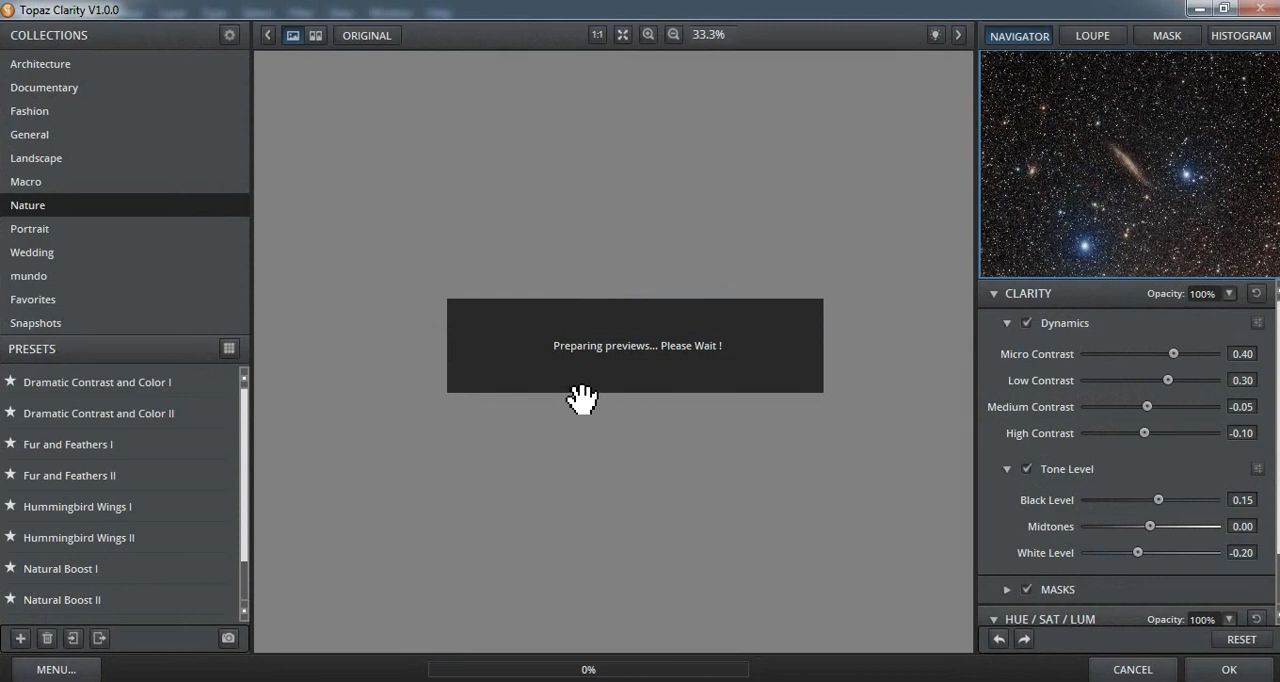 Topaz Clarity V1.0.0
COLLECTIONS
Architecture
Documentary
Fashion
General
Landscape
Macro
Nature
Portrait
Wedding
mundo
Favorites
Snapshots
PRESETS
Dramatic Contrast and Color I
Dramatic Contrast and Color II
Fur and Feathers I
Fur and Feathers II
Hummingbird Wings I
Hummingbird Wings II
Natural Boost I
Natural Boost II
MENU...
ORIGINAL
1:1
33.3%
Preparing previews... Please Wait !
0%
NAVIGATOR LOUPE MASK HISTOGRAM
CLARITY Opacity: 100%
Dynamics
Micro Contrast 0.40
Low Contrast 0.30
Medium Contrast -0.05
High Contrast -0.10
Tone Level
Black Level 0.15
Midtones 0.00
White Level -0.20
MASKS
HUE / SAT / LUM Opacity: 100%
RESET
CANCEL OK